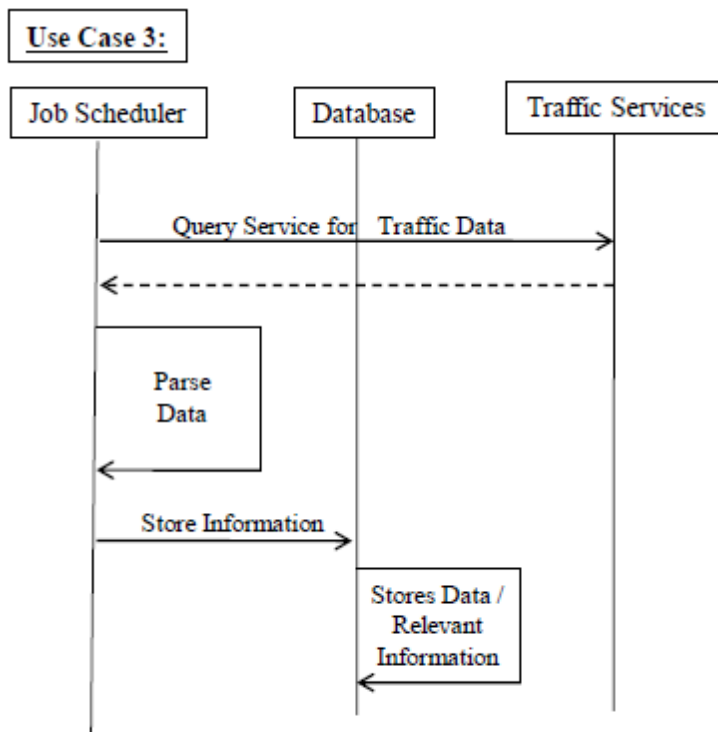 Use Case 3:
Job Scheduler
Database
Traffic Services
Query Service for Traffic Data
Parse
Data
Store Information
Stores Data /
Relevant
Information